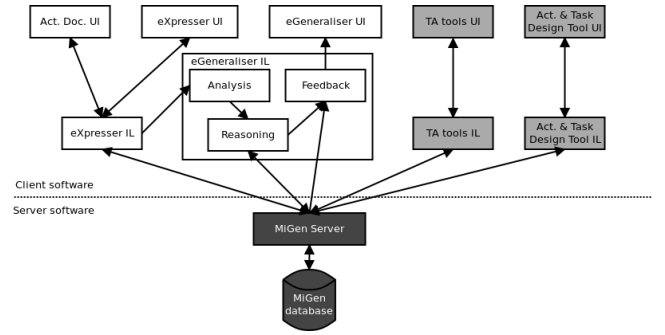 Act. Doc. UI
eXpresser UI
eGeneraliser UI
TA tools UI
Act. & Task
Design Tool UI
eGeneraliser IL
Analysis
Feedback
eXpresser IL
Reasoning
TA tools IL
Act. & Task
Design Tool IL
Client software
Server software
MiGen Server
MiGen
database